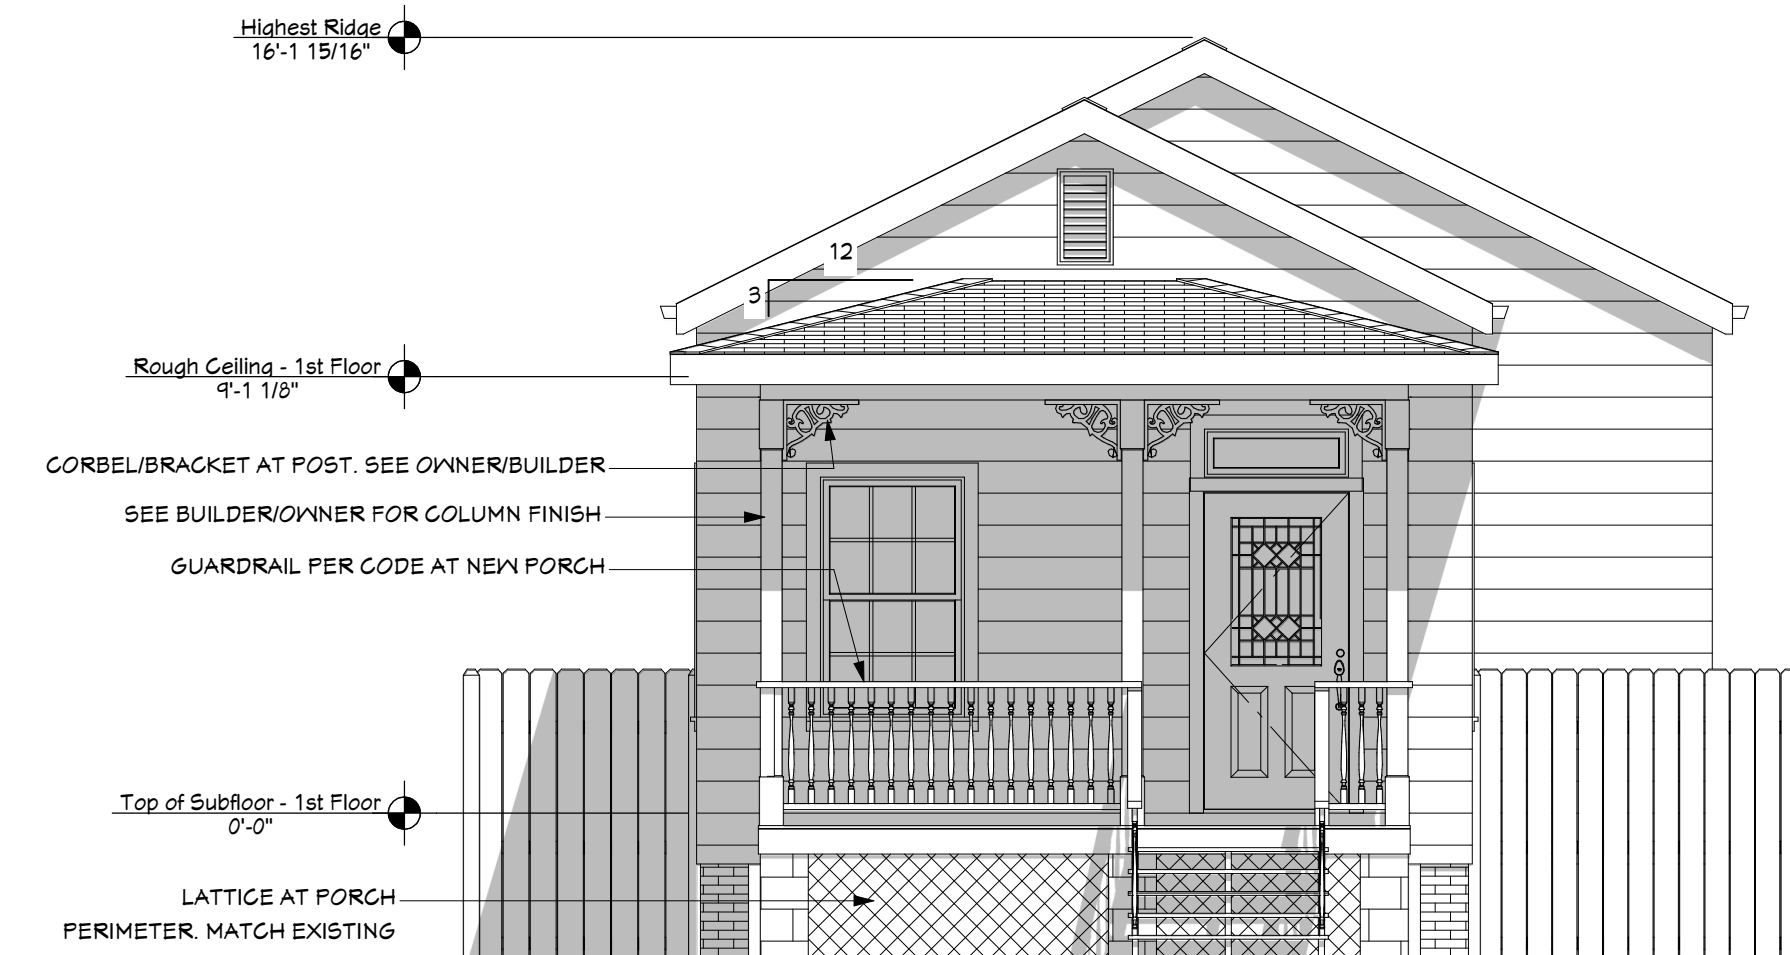 Highest Ridge
16'-1 15/16"
12
3
Rough Ceiling - 1st Floor
9'-1 1/8"
CORBEL/BRACKET AT POST. SEE OWNER/BUILDER
SEE BUILDER/OWNER FOR COLUMN FINISH
GUARDRAIL PER CODE AT NEW PORCH
Top of Subfloor - 1st Floor
0'-0"
LATTICE AT PORCH
PERIMETER. MATCH EXISTING